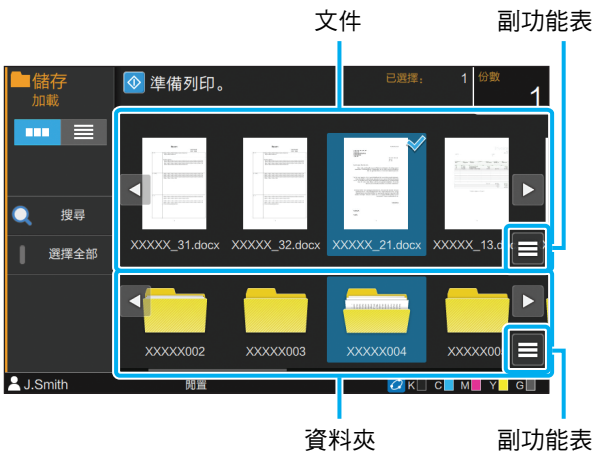 文件
副功能表
儲存
加載
準備列印。
已選擇： 1
份數
1
搜尋
選擇全部
XXXXX_31.docx
XXXXX_32.docx
XXXXX_21.docx
XXXXX_13.d
XXXXX002
XXXXX003
XXXXX004
XXXXX00
J.Smith
閒置
K C M Y G
資料夾
副功能表